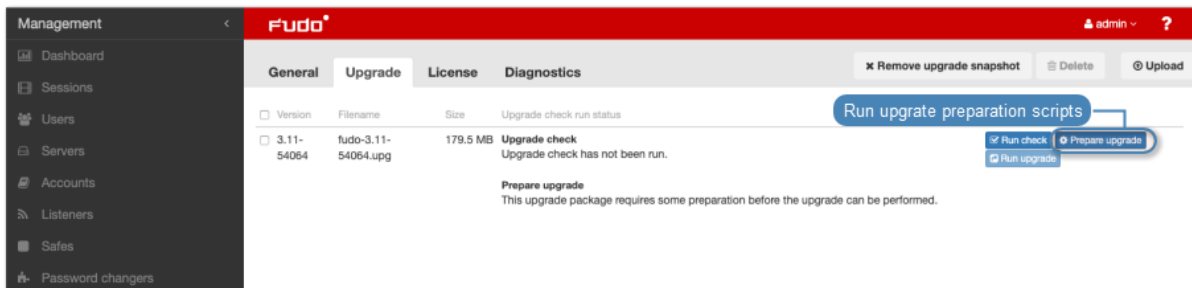 Management
Fudo
admin
?
Dashboard
Sessions
Users
Servers
Accounts
Listeners
Safes
Password changers
General Upgrade License Diagnostics
Remove upgrade snapshot Delete Upload
Run upgrate preparation scripts
Version Filename Size Upgrade check run status
3.11- fudo-3.11- 179.5 MB Upgrade check Run check Prepare upgrade
54064 54064.upg Upgrade check has not been run. Run upgrade
Prepare upgrade
This upgrade package requires some preparation before the upgrade can be performed.